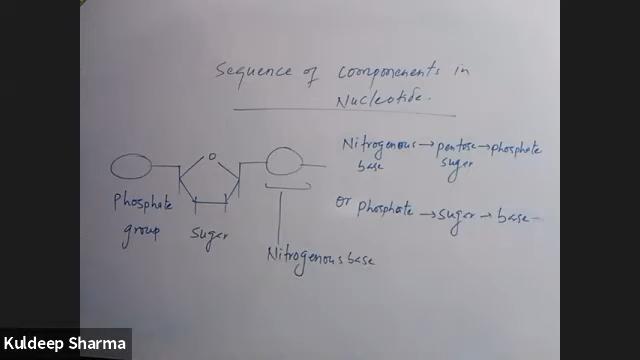 Sequence of components in
Nucleotide.
O
Nitrogenous → pentose → phosphate
base sugar
Phosphate
group
sugar
or phosphate → sugar → base
Nitrogenous base
Kuldeep Sharma